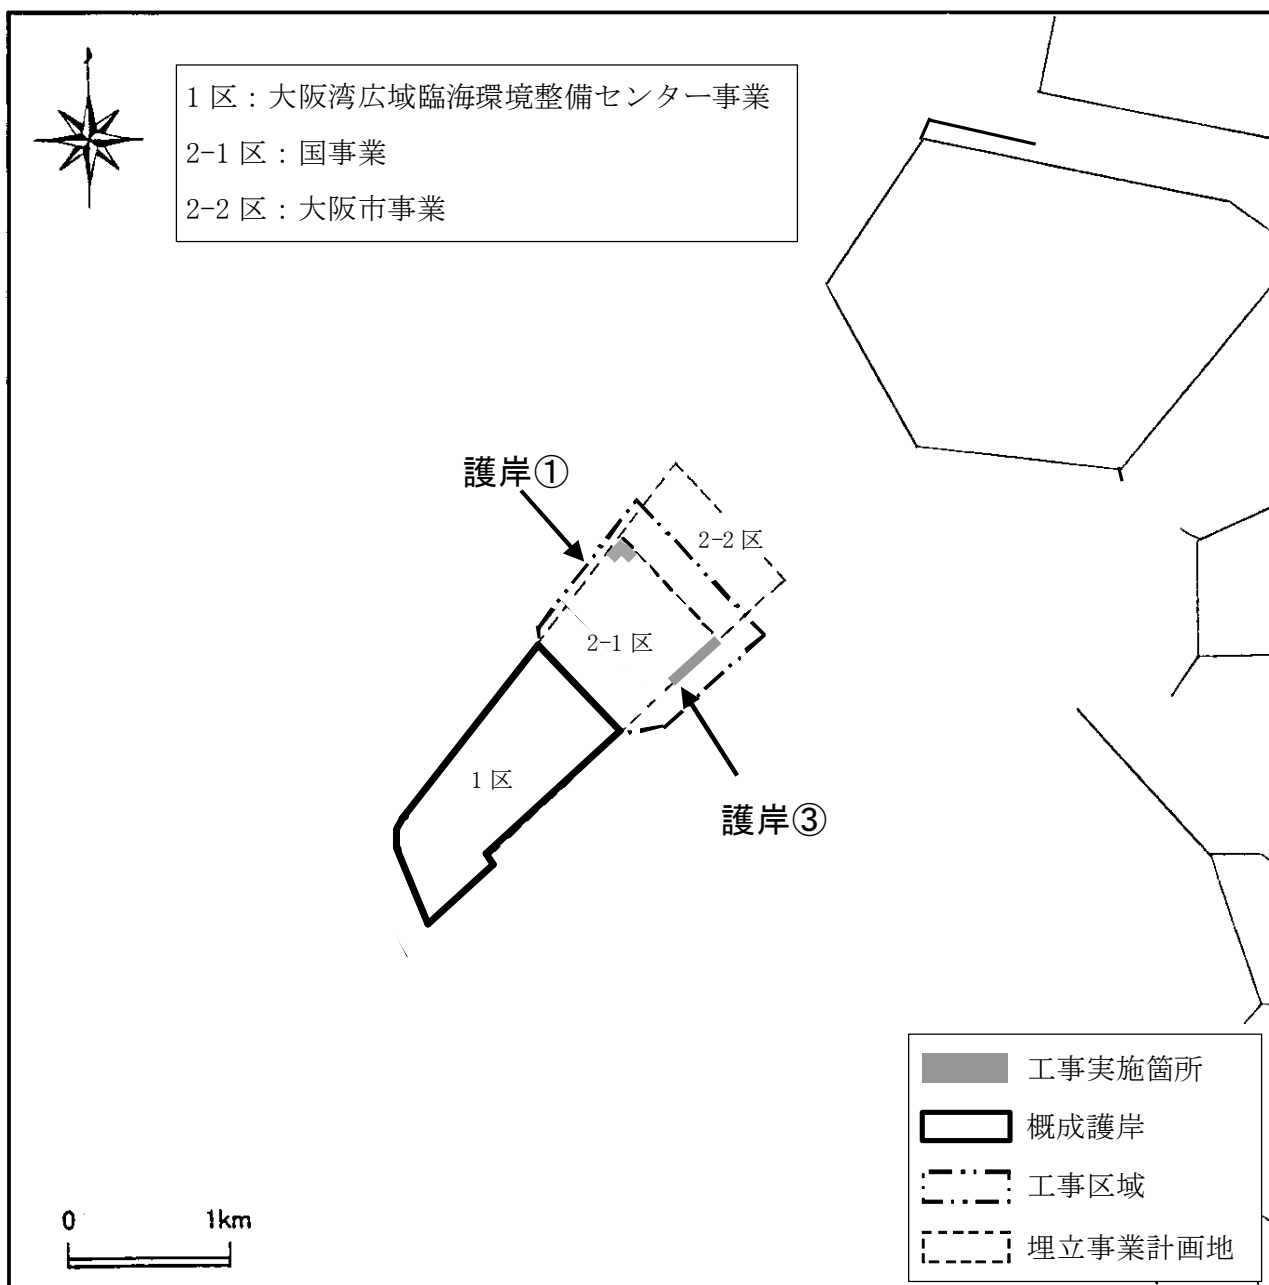 1区：大阪湾広域臨海環境整備センター事業
2-1区：国事業
2-2区：大阪市事業
護岸①
2-2区
2-1区
1区
護岸③
工事実施箇所
概成護岸
工事区域
埋立事業計画地
0 1km